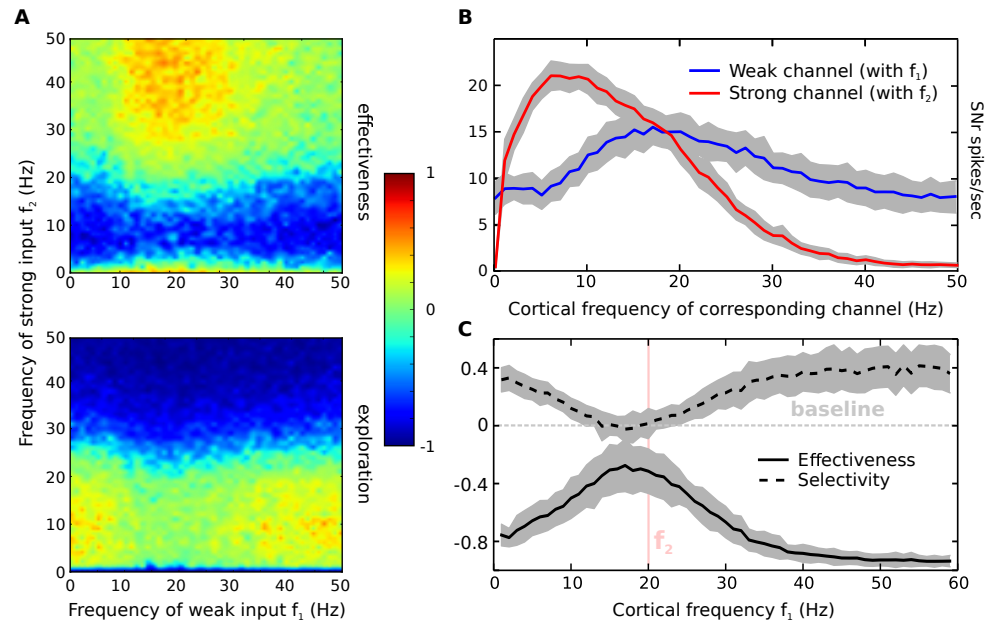 A
50
40
30
20
10
0
0 10 20 30 40 50
effectiveness
Frequency of strong input f2 (Hz)
1
0
-1
50
40
30
20
10
0
0 10 20 30 40 50
exploration
Frequency of weak input f1 (Hz)
B
20
15
10
5
0
0 10 20 30 40 50
Weak channel (with f1)
Strong channel (with f2)
SNr spikes/sec
Cortical frequency of corresponding channel (Hz)
C
0.4
0
-0.4
-0.8
baseline
Effectiveness
Selectivity
f2
0 10 20 30 40 50 60
Cortical frequency f1 (Hz)